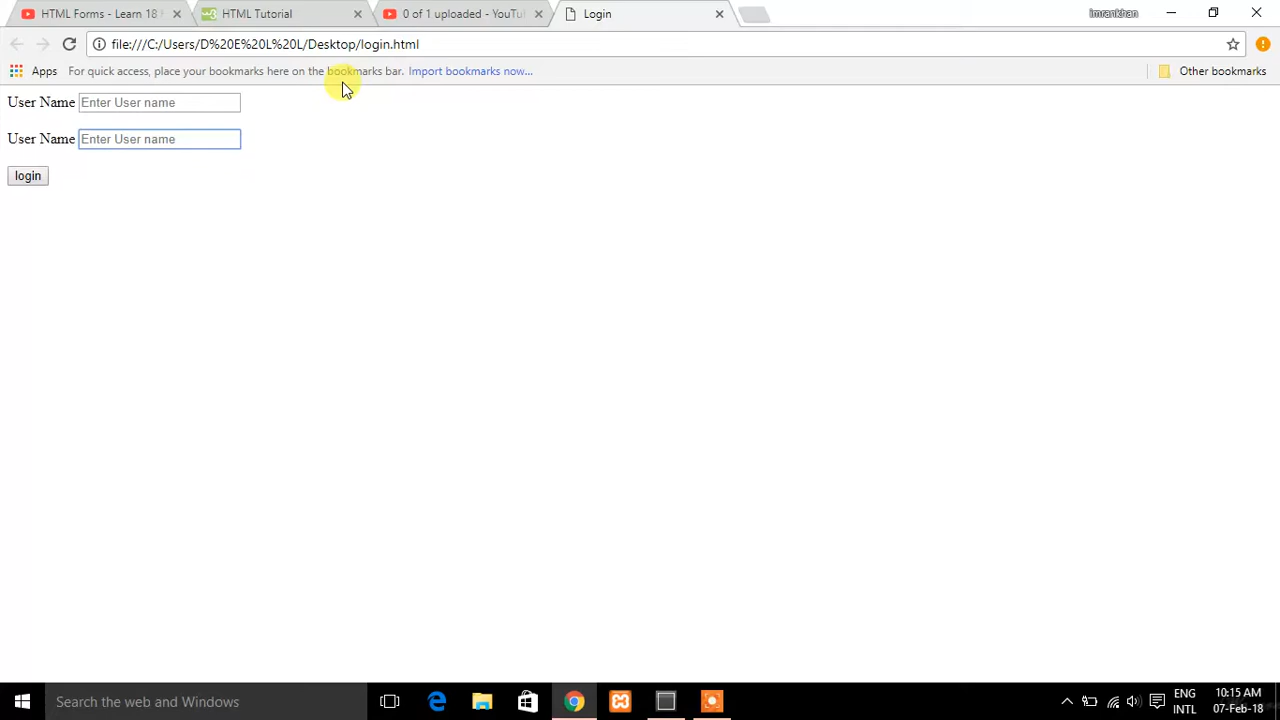 HTML Forms - Learn 18
HTML Tutorial
0 of 1 uploaded - YouTu
Login
imrankhan
file:///C:/Users/D%20E%20L%20L/Desktop/login.html
Apps
For quick access, place your bookmarks here on the bookmarks bar. Import bookmarks now...
Other bookmarks
User Name Enter User name
User Name Enter User name
login
Search the web and Windows
ENG
INTL
10:15 AM
07-Feb-18